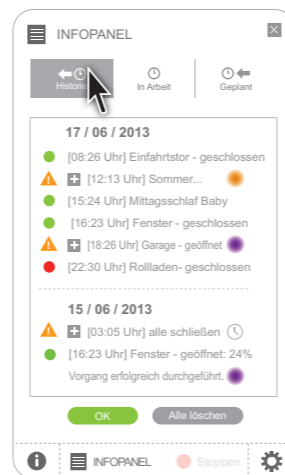 INFOPANEL
Historie In Arbeit Geplant
17 / 06 / 2013
[08:26 Uhr] Einfahrtstor - geschlossen
[12:13 Uhr] Sommer...
[15:24 Uhr] Mittagsschlaf Baby
[16:23 Uhr] Fenster - geschlossen
[18:26 Uhr] Garage - geöffnet
[22:30 Uhr] Rollladen- geschlossen
15 / 06 / 2013
[03:05 Uhr] alle schließen
[16:23 Uhr] Fenster - geöffnet: 24%
Vorgang erfolgreich durchgeführt.
OK Alle löschen
INFOPANEL Stoppen